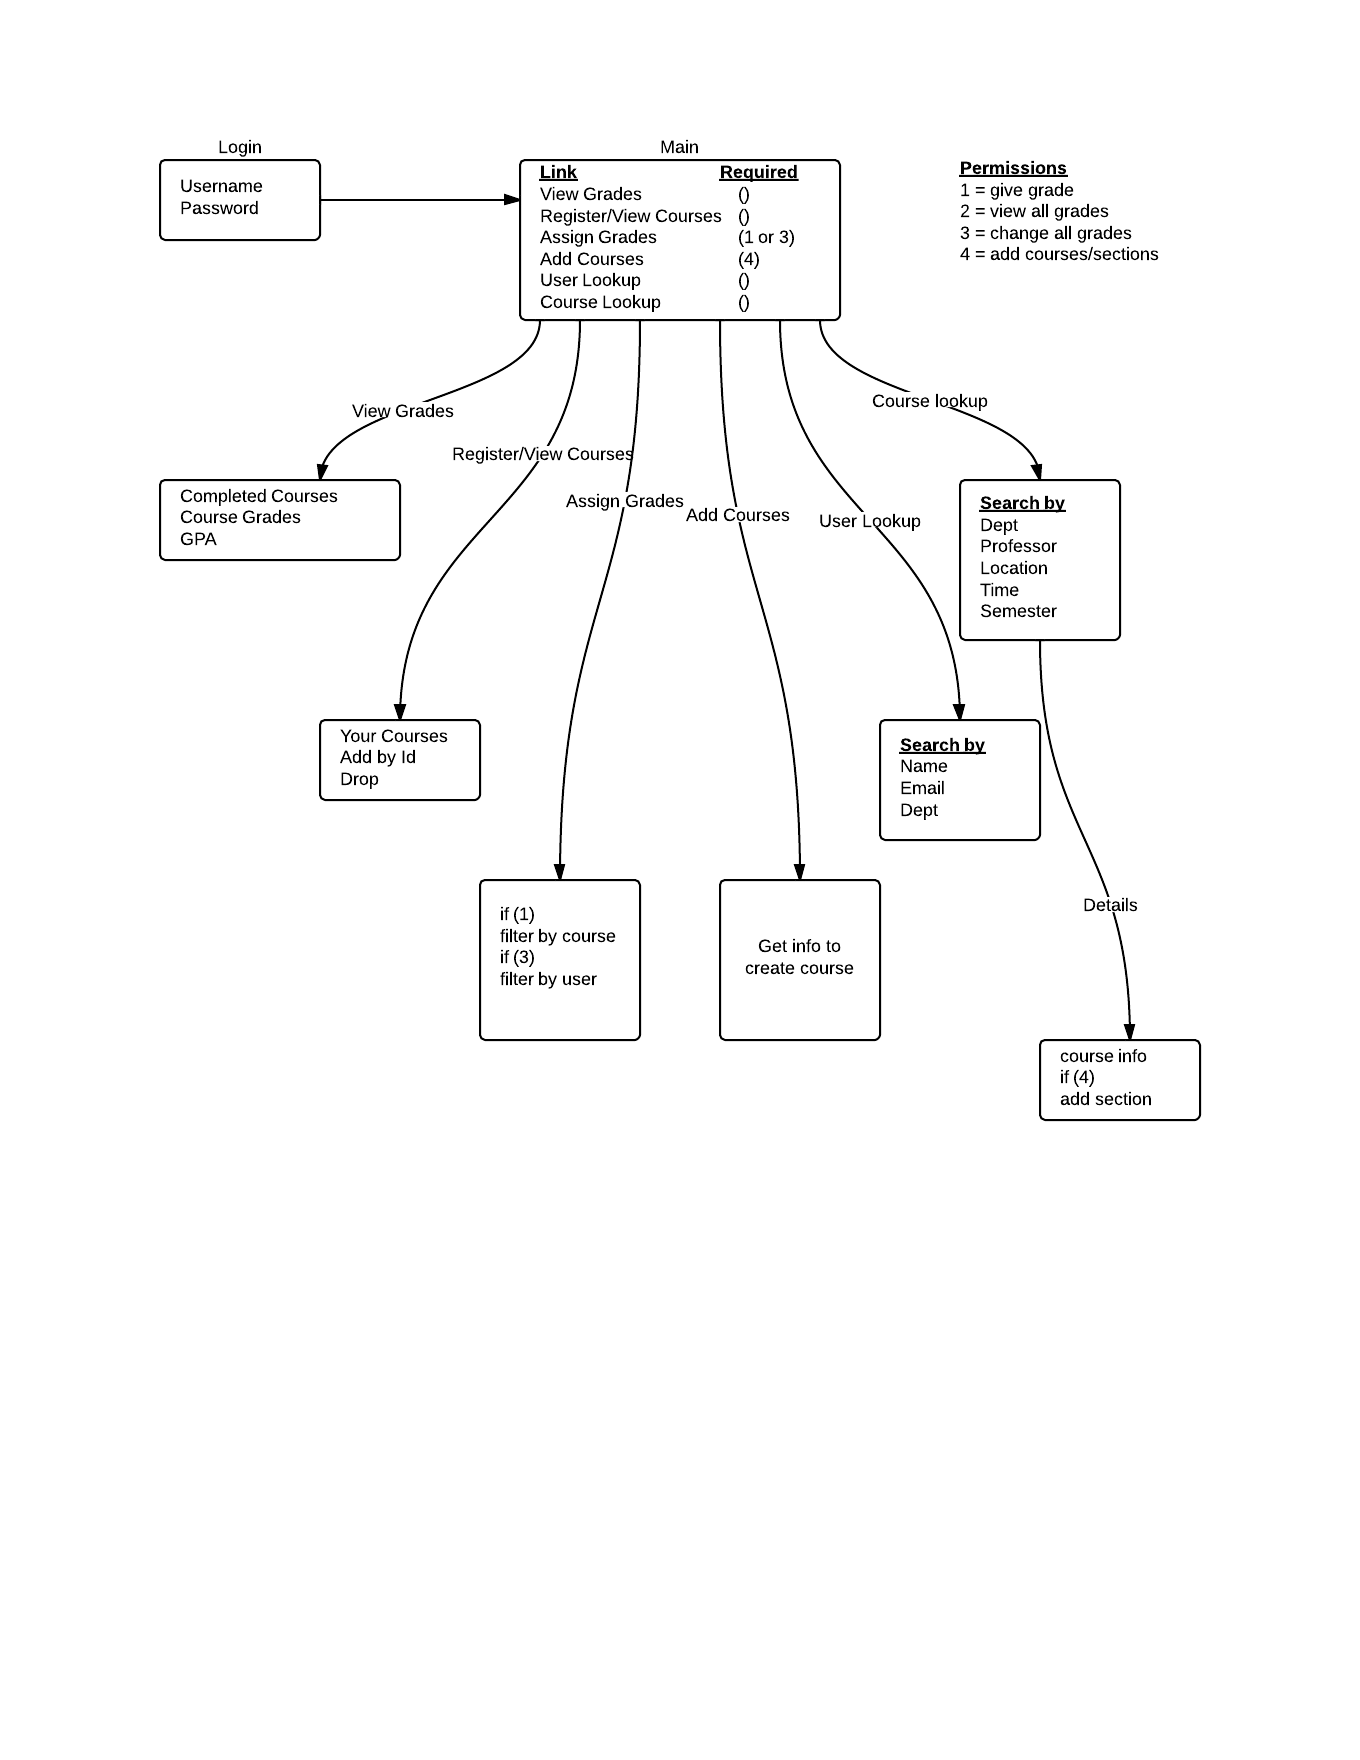 Login
Username
Password
Main
Link Required
View Grades ()
Register/View Courses ()
Assign Grades (1 or 3)
Add Courses (4)
User Lookup ()
Course Lookup ()
Permissions
1 = give grade
2 = view all grades
3 = change all grades
4 = add courses/sections
View Grades
Register/View Courses
Assign Grades
Add Courses
User Lookup
Course lookup
Completed Courses
Course Grades
GPA
Search by
Dept
Professor
Location
Time
Semester
Your Courses
Add by Id
Drop
Search by
Name
Email
Dept
if (1)
filter by course
if (3)
filter by user
Get info to
create course
Details
course info
if (4)
add section